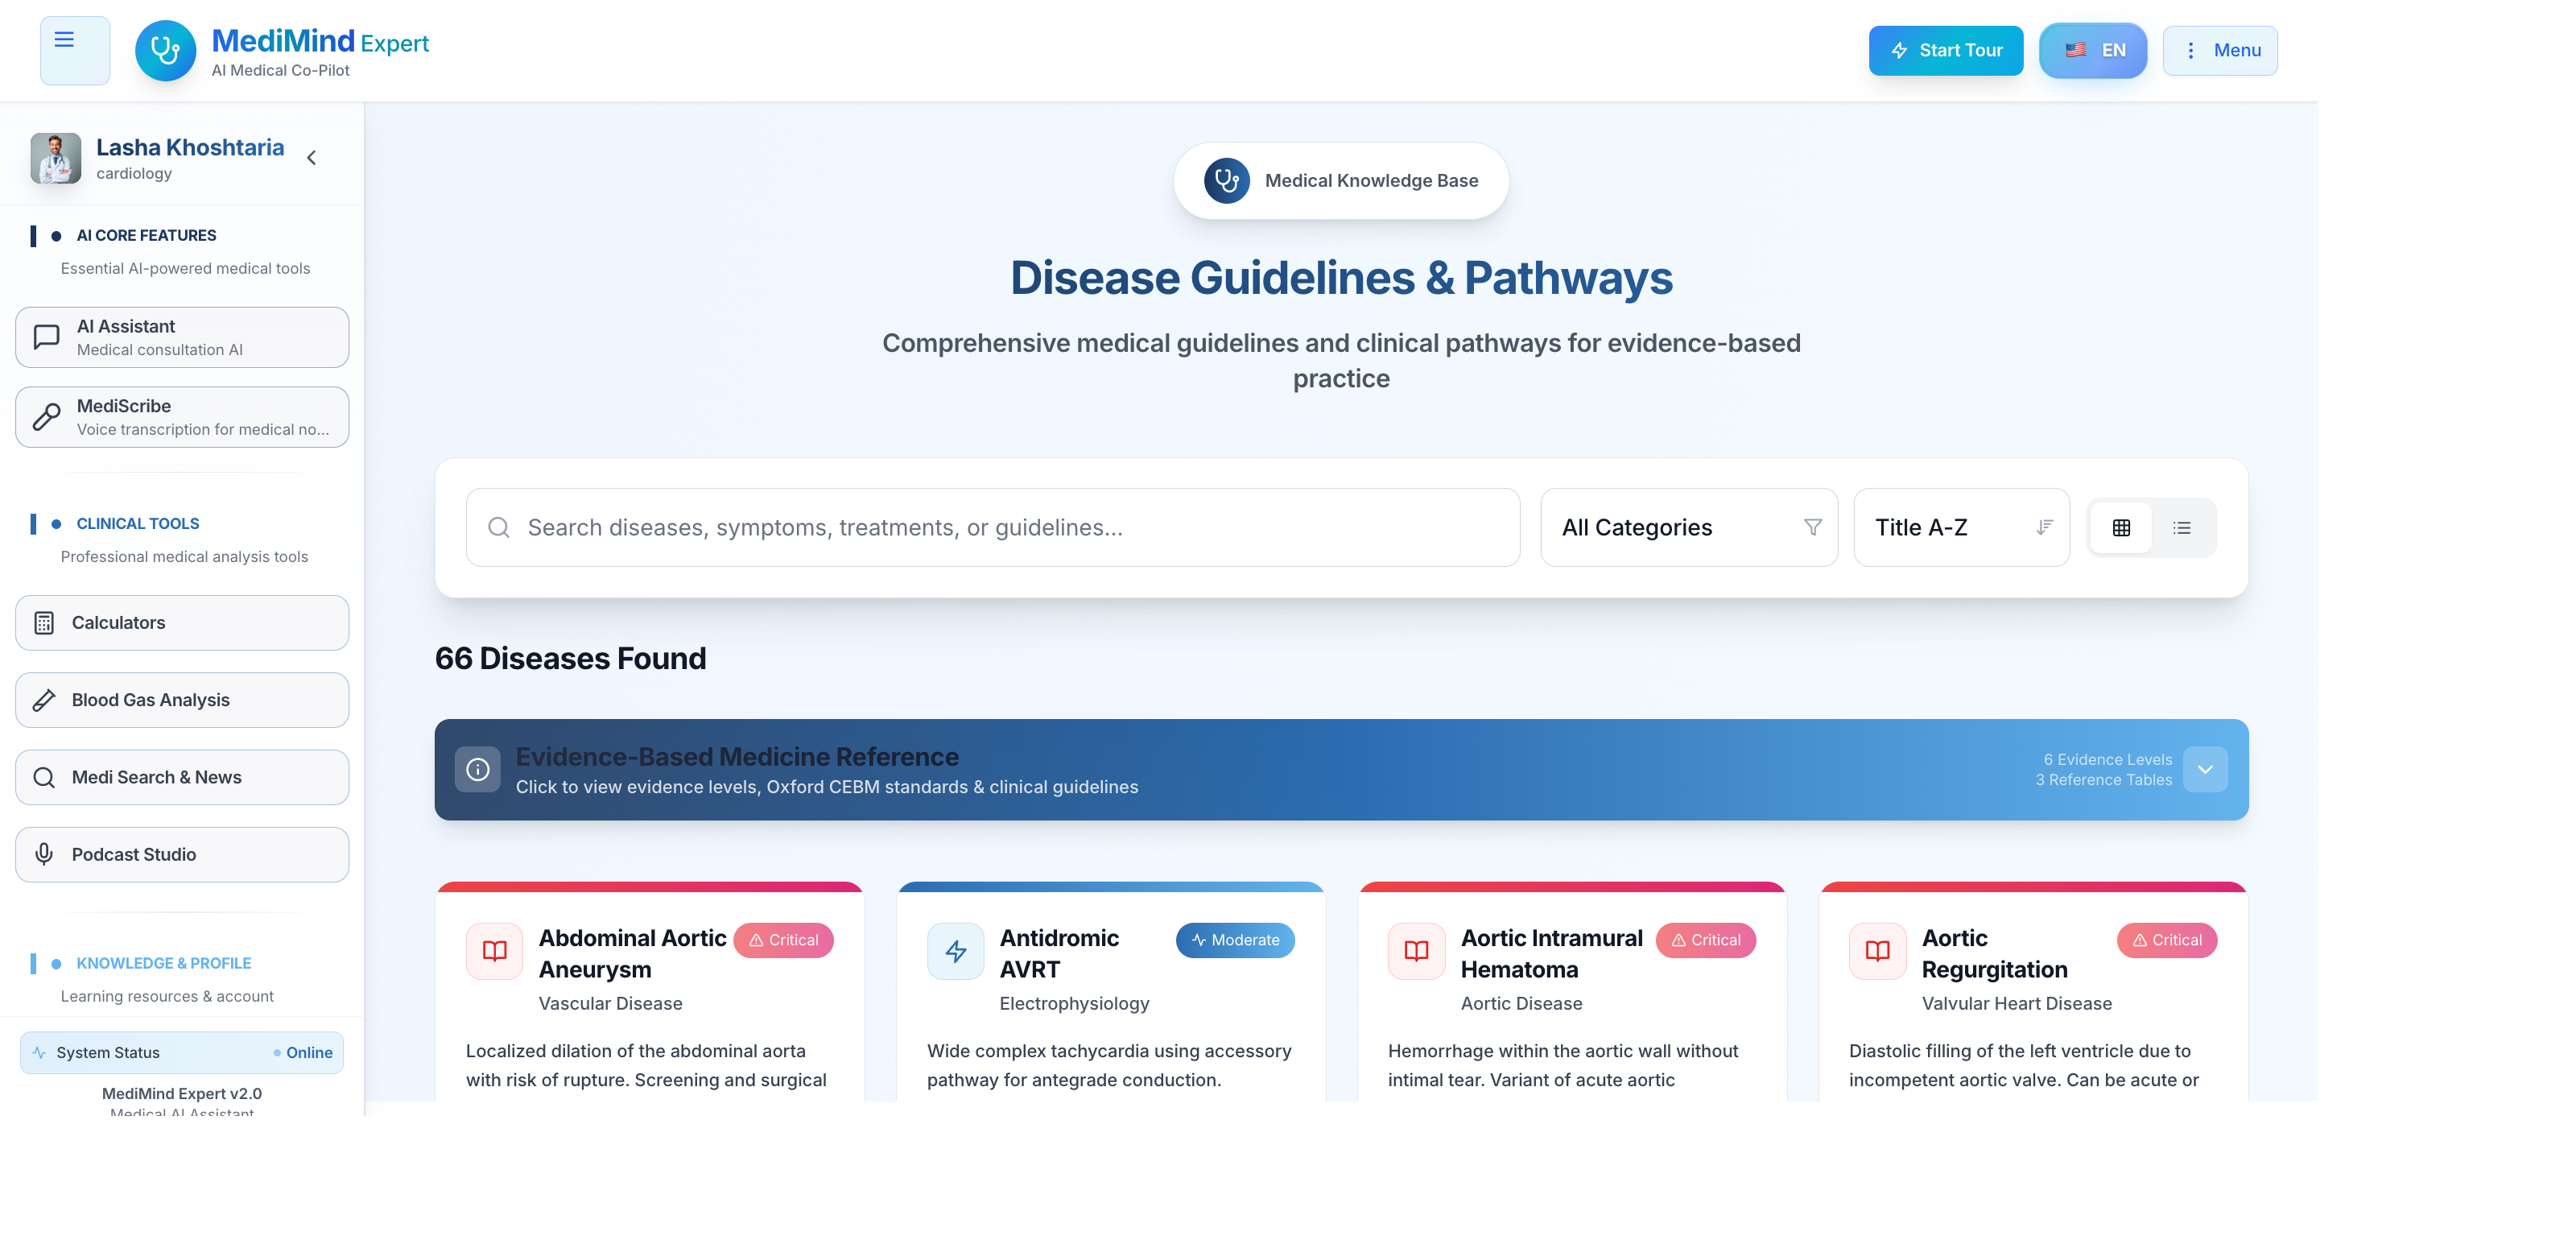 MediMind Expert
AI Medical Co-Pilot
Start Tour
EN
Menu
Lasha Khoshtaria
cardiology
AI CORE FEATURES
Essential AI-powered medical tools
AI Assistant
Medical consultation AI
MediScribe
Voice transcription for medical no...
CLINICAL TOOLS
Professional medical analysis tools
Calculators
Blood Gas Analysis
Medi Search & News
Podcast Studio
KNOWLEDGE & PROFILE
Learning resources & account
System Status
Online
MediMind Expert v2.0
Medical AI Assistant
Medical Knowledge Base
Disease Guidelines & Pathways
Comprehensive medical guidelines and clinical pathways for evidence-based
practice
Search diseases, symptoms, treatments, or guidelines...
All Categories
Title A-Z
66 Diseases Found
Evidence-Based Medicine Reference
Click to view evidence levels, Oxford CEBM standards & clinical guidelines
6 Evidence Levels
3 Reference Tables
Abdominal Aortic
Aneurysm
Critical
Vascular Disease
Localized dilation of the abdominal aorta
with risk of rupture. Screening and surgical
Antidromic
AVRT
Moderate
Electrophysiology
Wide complex tachycardia using accessory
pathway for antegrade conduction.
Aortic Intramural
Hematoma
Critical
Aortic Disease
Hemorrhage within the aortic wall without
intimal tear. Variant of acute aortic
Aortic
Regurgitation
Critical
Valvular Heart Disease
Diastolic filling of the left ventricle due to
incompetent aortic valve. Can be acute or